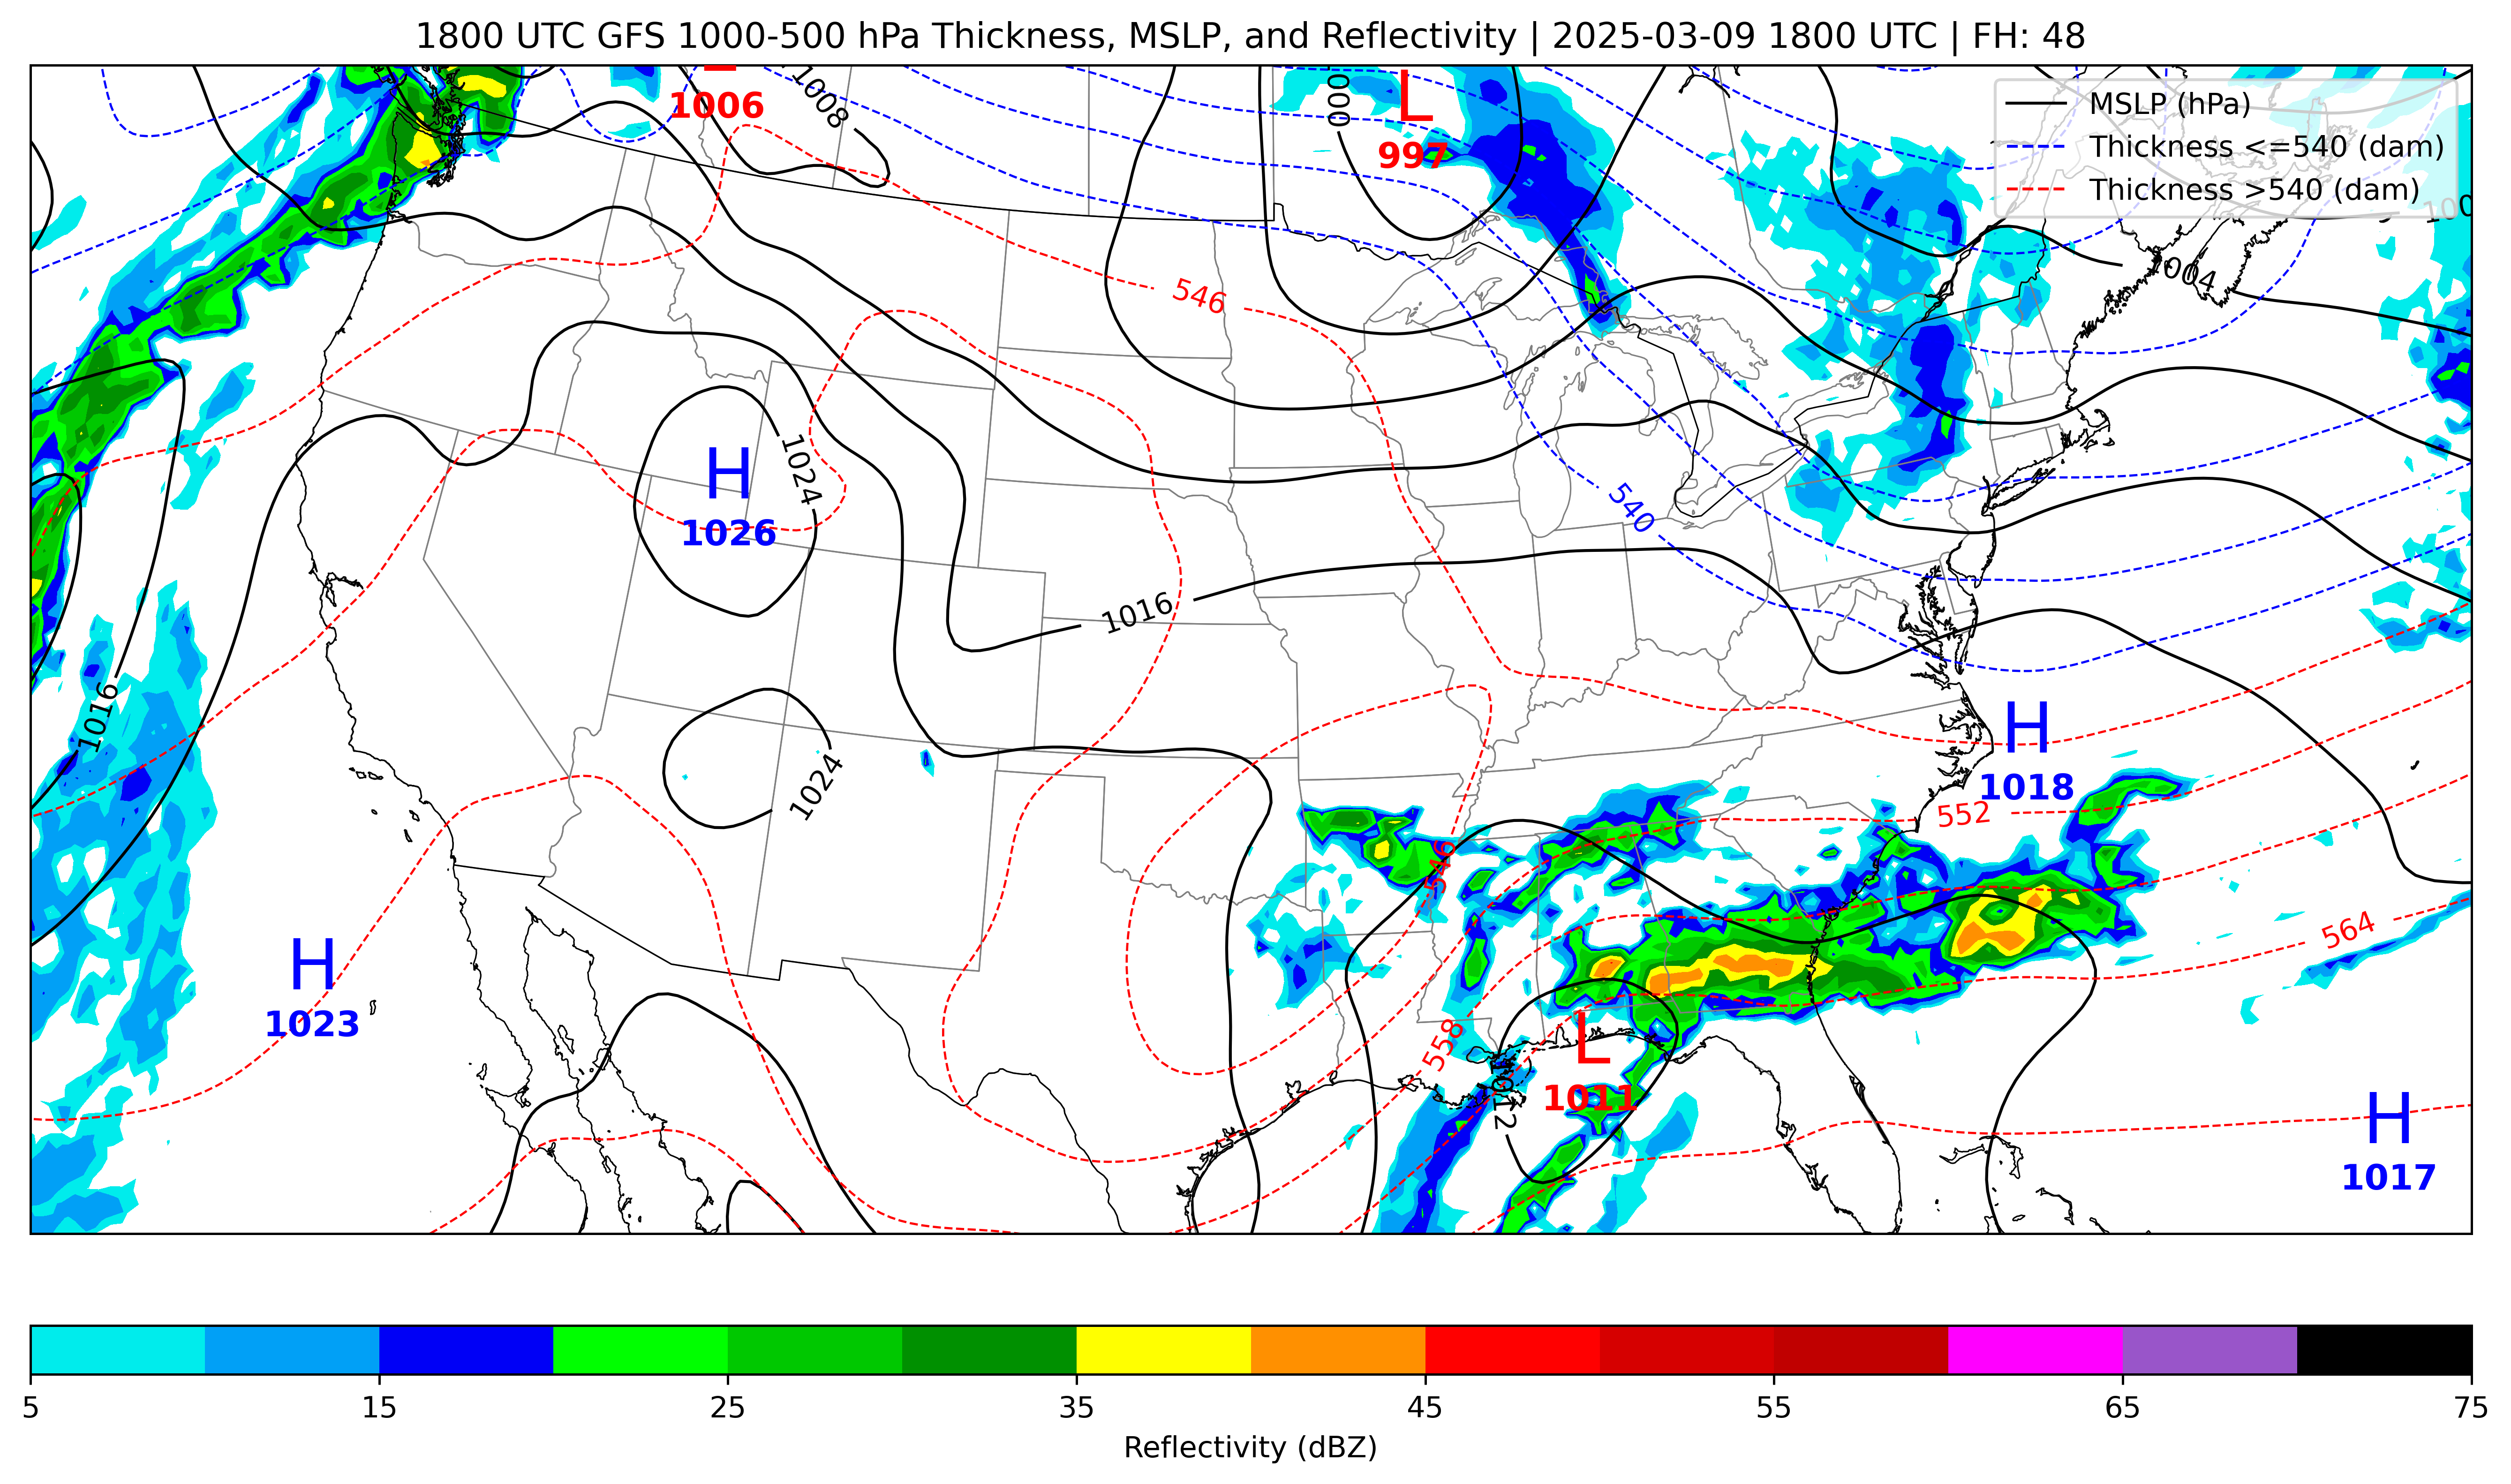 1800 UTC GFS 1000-500 hPa Thickness, MSLP, and Reflectivity | 2025-03-09 1800 UTC | FH: 48
MSLP (hPa)
Thickness <=540 (dam)
Thickness >540 (dam)
L
1006
1008
L
997
1004
546
H
1026
1024
540
1016
1016
1024
H
1018
552
546
564
H
1023
558
L
1011
1012
H
1017
5
15
25
35
45
55
65
75
Reflectivity (dBZ)